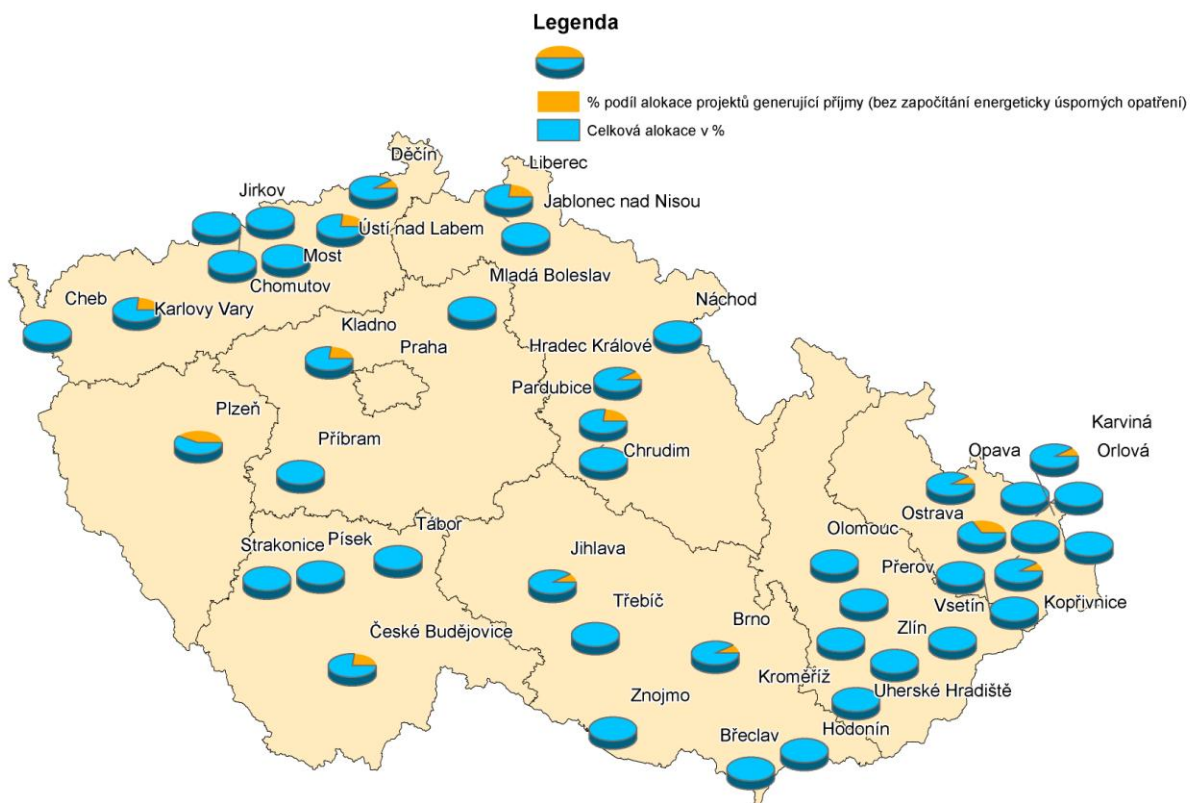 Legenda
% podíl alokace projektů generující příjmy (bez započítání energeticky úsporných opatření)
Celková alokace v %
Děčín
Liberec
Jirkov
Jablonec nad Nisou
Ústí nad Labem
Most
Chomutov
Mladá Boleslav
Cheb
Karlovy Vary
Náchod
Kladno
Praha
Hradec Králové
Pardubice
Plzeň
Příbram
Chrudim
Karviná
Opava
Orlová
Ostrava
Olomouc
Tábor
Písek
Strakonice
Jihlava
Přerov
Třebíč
Vsetín
Kopřivnice
Brno
Zlín
České Budějovice
Kroměříž
Uherské Hradiště
Znojmo
Hodonín
Břeclav